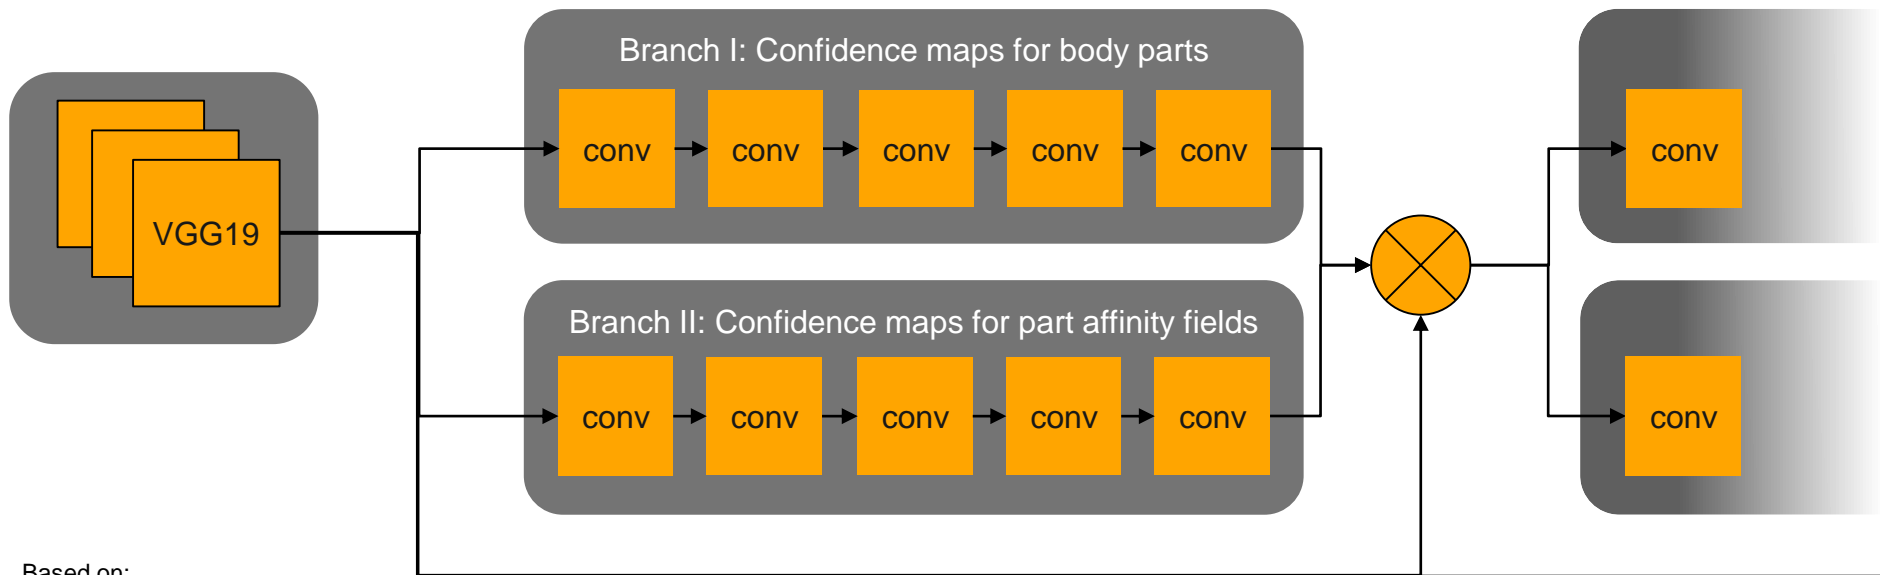 Branch I: Confidence maps for body parts
conv conv conv conv conv conv
VGG19
Branch II: Confidence maps for part affinity fields
conv conv conv conv conv conv
Based on: